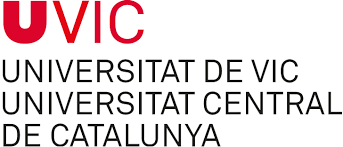 UVIC
UNIVERSITAT DE VIC
UNIVERSITAT CENTRAL
DE CATALUNYA